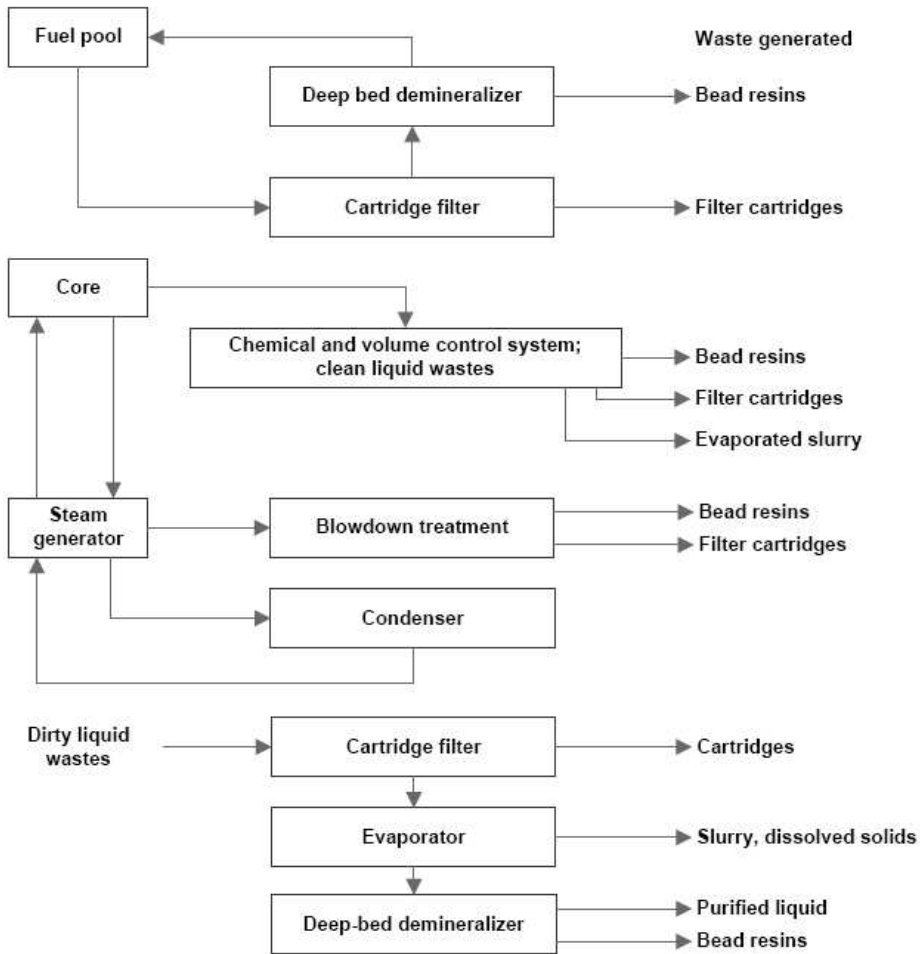 Fuel pool
Waste generated
Deep bed demineralizer
Bead resins
Cartridge filter
Filter cartridges
Core
Chemical and volume control system;
clean liquid wastes
Bead resins
Filter cartridges
Evaporated slurry
Steam
generator
Blowdown treatment
Bead resins
Filter cartridges
Condenser
Dirty liquid
wastes
Cartridge filter
Cartridges
Evaporator
Slurry, dissolved solids
Deep-bed demineralizer
Purified liquid
Bead resins